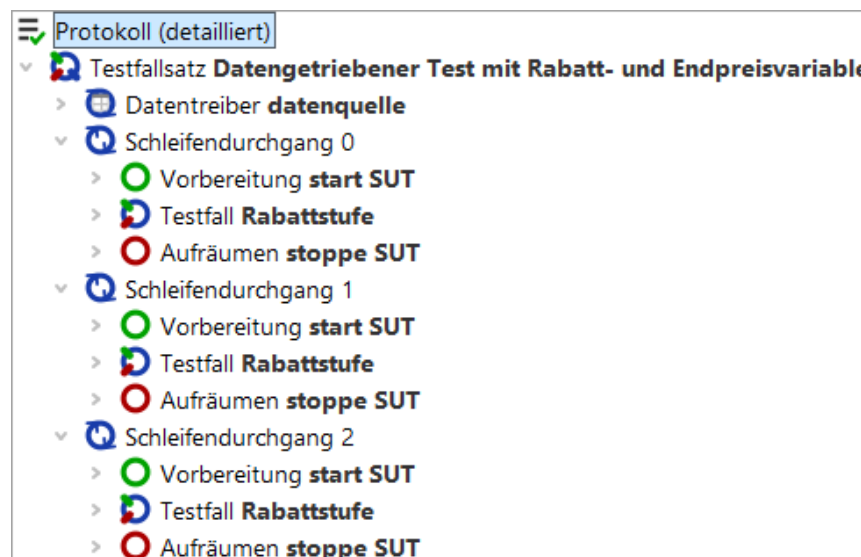 Protokoll (detailliert)
Testfallsatz Datengetriebener Test mit Rabatt- und Endpreisvariable
Datentreiber datenquelle
Schleifendurchgang 0
Vorbereitung start SUT
Testfall Rabattstufe
Aufräumen stoppe SUT
Schleifendurchgang 1
Vorbereitung start SUT
Testfall Rabattstufe
Aufräumen stoppe SUT
Schleifendurchgang 2
Vorbereitung start SUT
Testfall Rabattstufe
Aufräumen stoppe SUT